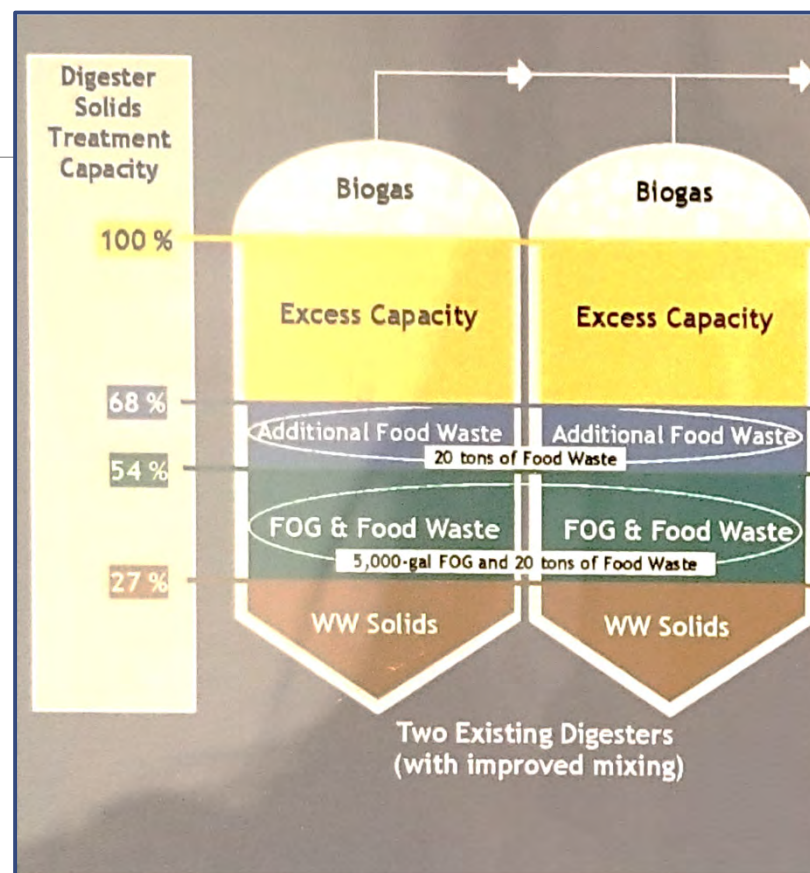 Digester
Solids
Treatment
Capacity
100 %
68 %
54 %
27 %
Biogas
Biogas
Excess Capacity
Excess Capacity
Additional Food Waste
Additional Food Waste
20 tons of Food Waste
FOG & Food Waste
FOG & Food Waste
5,000-gal FOG and 20 tons of Food Waste
WW Solids
WW Solids
Two Existing Digesters
(with improved mixing)